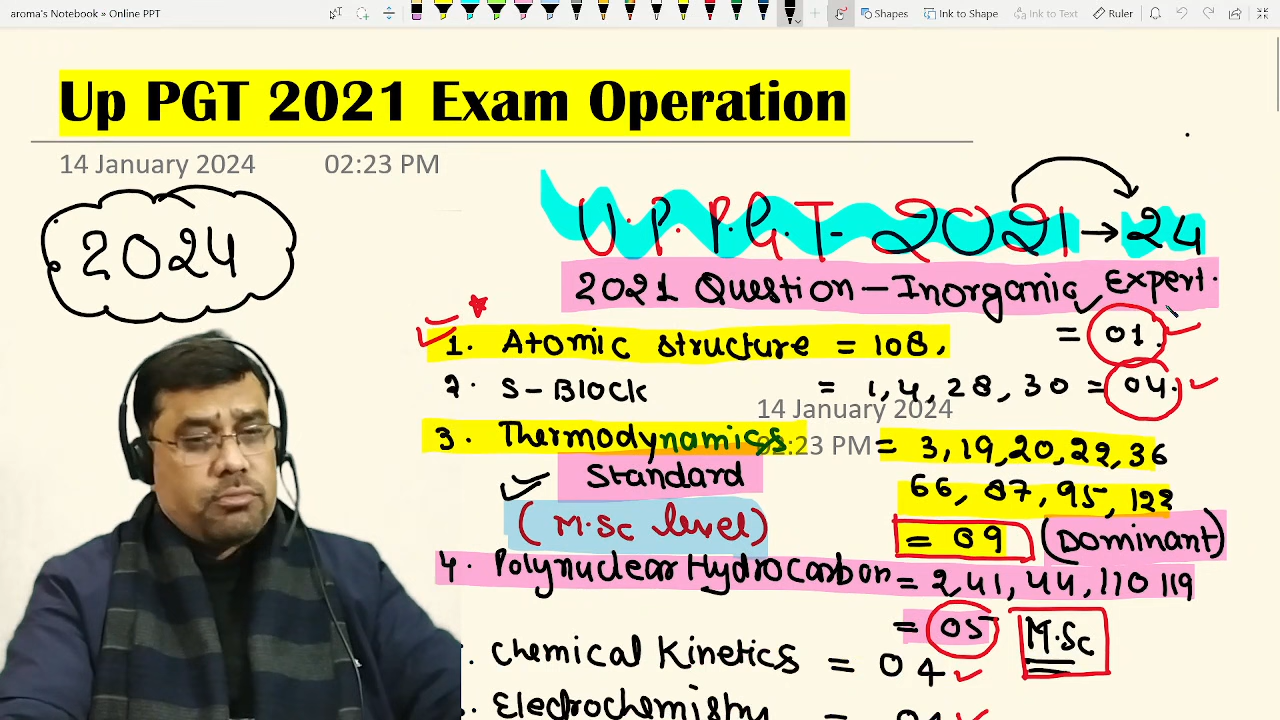 aroma's Notebook » Online PPT
Shapes
Ink to Shape
Ink to Text
Ruler
Up PGT 2021 Exam Operation
14 January 2024 02:23 PM
2024
U.P. P.G.T- 2021 → 24
2021 Question - Inorganic Expert.
1. Atomic structure = 108, = 01.
2. S-Block = 1, 4, 28, 30 = 04.
14 January 2024
02:23 PM
3. Thermodynamics = 3, 19, 20, 22, 36
Standard 66, 87, 95, 122
(M.Sc level) = 09 (Dominant)
4. Polynuclear Hydrocarbon = 2, 41, 44, 110 119
= 05 M.Sc
Chemical Kinetics = 04
Electrochemistry =